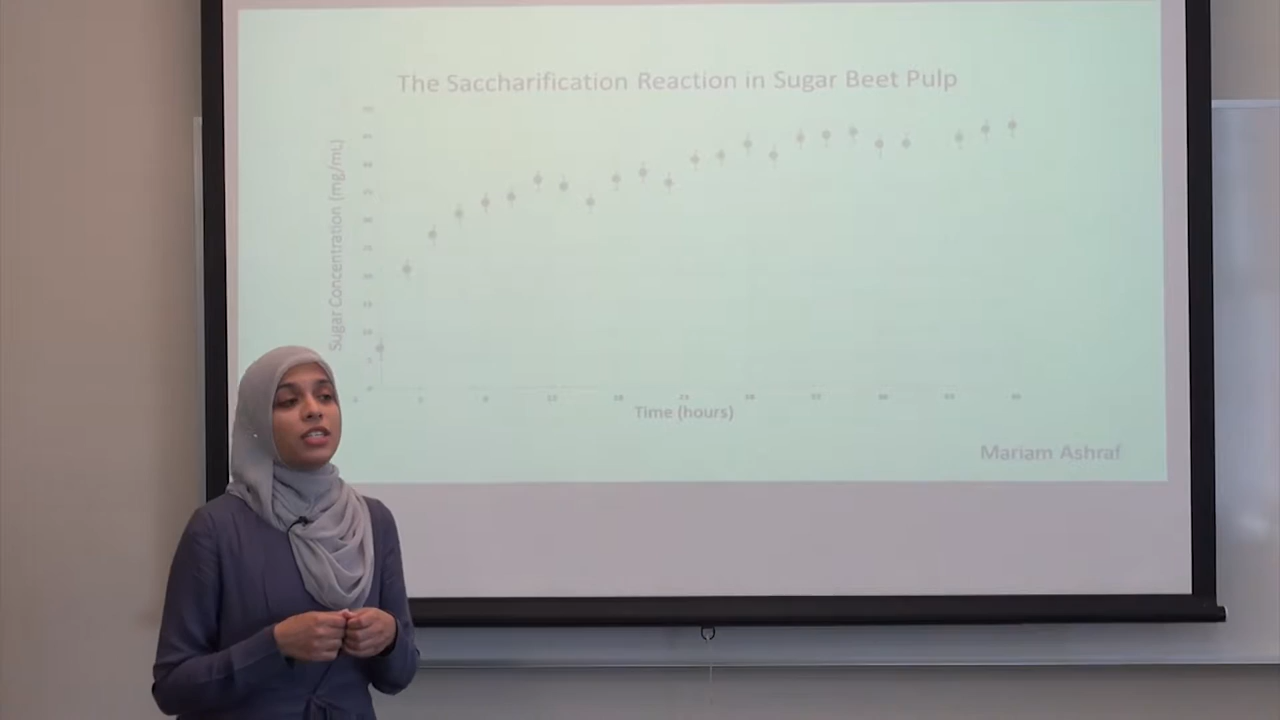 The Saccharification Reaction in Sugar Beet Pulp
Sugar Concentration (mg/mL)
Time (hours)
Mariam Ashraf